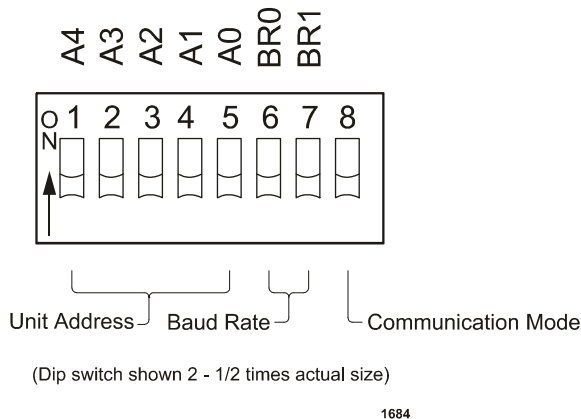 A4 A3 A2 A1 A0 BR0 BR1
ON 1 2 3 4 5 6 7 8
Unit Address Baud Rate Communication Mode
(Dip switch shown 2 - 1/2 times actual size)
1684